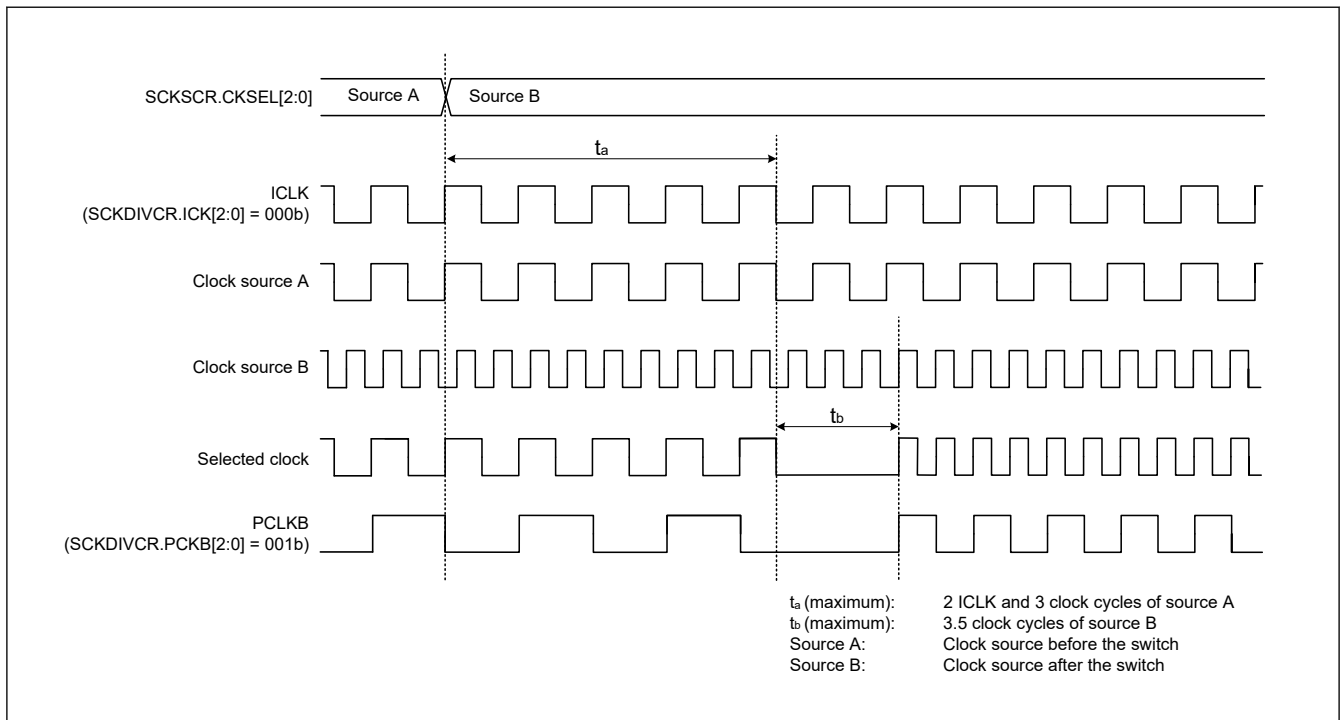 SCKSCR.CKSEL[2:0]
Source A
Source B
ta
ICLK
(SCKDIVCR.ICK[2:0] = 000b)
Clock source A
Clock source B
tb
Selected clock
PCLKB
(SCKDIVCR.PCKB[2:0] = 001b)
ta (maximum): 2 ICLK and 3 clock cycles of source A
tb (maximum): 3.5 clock cycles of source B
Source A: Clock source before the switch
Source B: Clock source after the switch